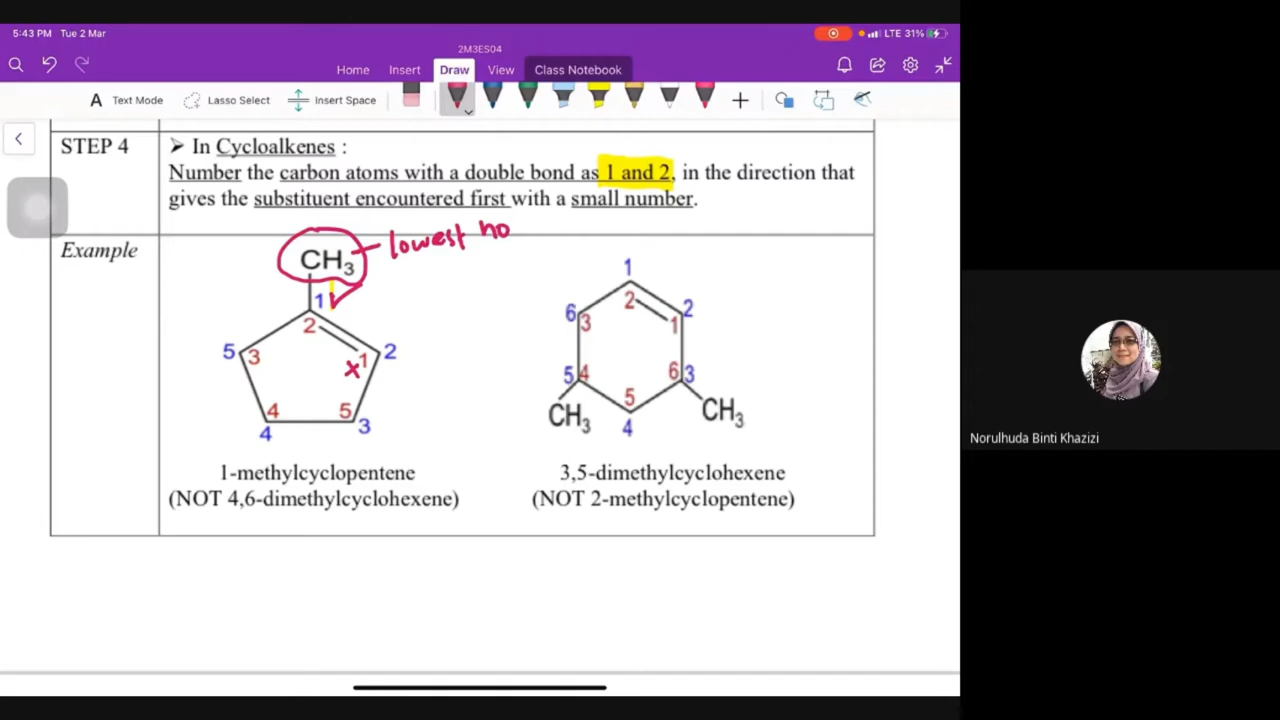 5:43 PM Tue 2 Mar
LTE 31%
2M3ES04
Home Insert Draw View Class Notebook
A Text Mode Lasso Select Insert Space
STEP 4
➤ In Cycloalkenes :
Number the carbon atoms with a double bond as 1 and 2, in the direction that
gives the substituent encountered first with a small number.
Example
CH3
lowest no
1
2
5
3
1
2
4
5
4
3
x
1-methylcyclopentene
(NOT 4,6-dimethylcyclohexene)
1
2
6
3
1
2
5
4
6
3
5
4
CH3
CH3
3,5-dimethylcyclohexene
(NOT 2-methylcyclopentene)
Norulhuda Binti Khazizi